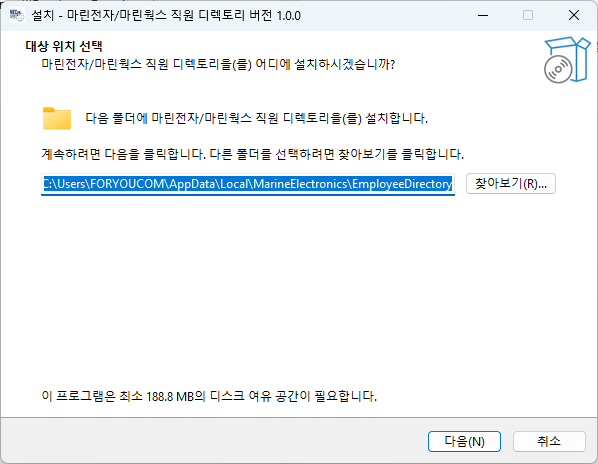 설치 - 마린전자/마린웍스 직원 디렉토리 버전 1.0.0
대상 위치 선택
마린전자/마린웍스 직원 디렉토리을(를) 어디에 설치하시겠습니까?
다음 폴더에 마린전자/마린웍스 직원 디렉토리을(를) 설치합니다.
계속하려면 다음을 클릭합니다. 다른 폴더를 선택하려면 찾아보기를 클릭합니다.
C:\Users\FORYOUCOM\AppData\Local\MarineElectronics\EmployeeDirectory
찾아보기(R)...
이 프로그램은 최소 188.8 MB의 디스크 여유 공간이 필요합니다.
다음(N)
취소